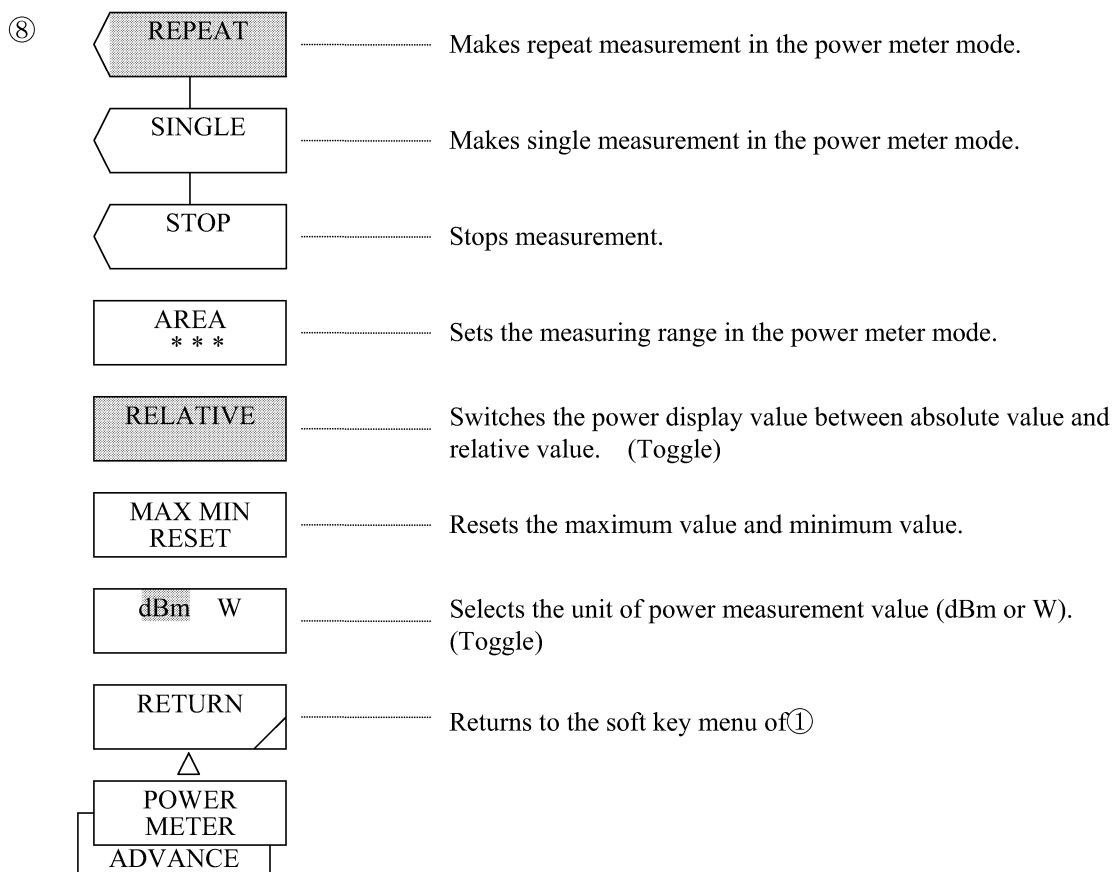 ⑧
REPEAT
Makes repeat measurement in the power meter mode.
SINGLE
Makes single measurement in the power meter mode.
STOP
Stops measurement.
AREA
* * *
Sets the measuring range in the power meter mode.
RELATIVE
Switches the power display value between absolute value and
relative value. (Toggle)
MAX MIN
RESET
Resets the maximum value and minimum value.
dBm W
Selects the unit of power measurement value (dBm or W).
(Toggle)
RETURN
Returns to the soft key menu of①
POWER
METER
ADVANCE